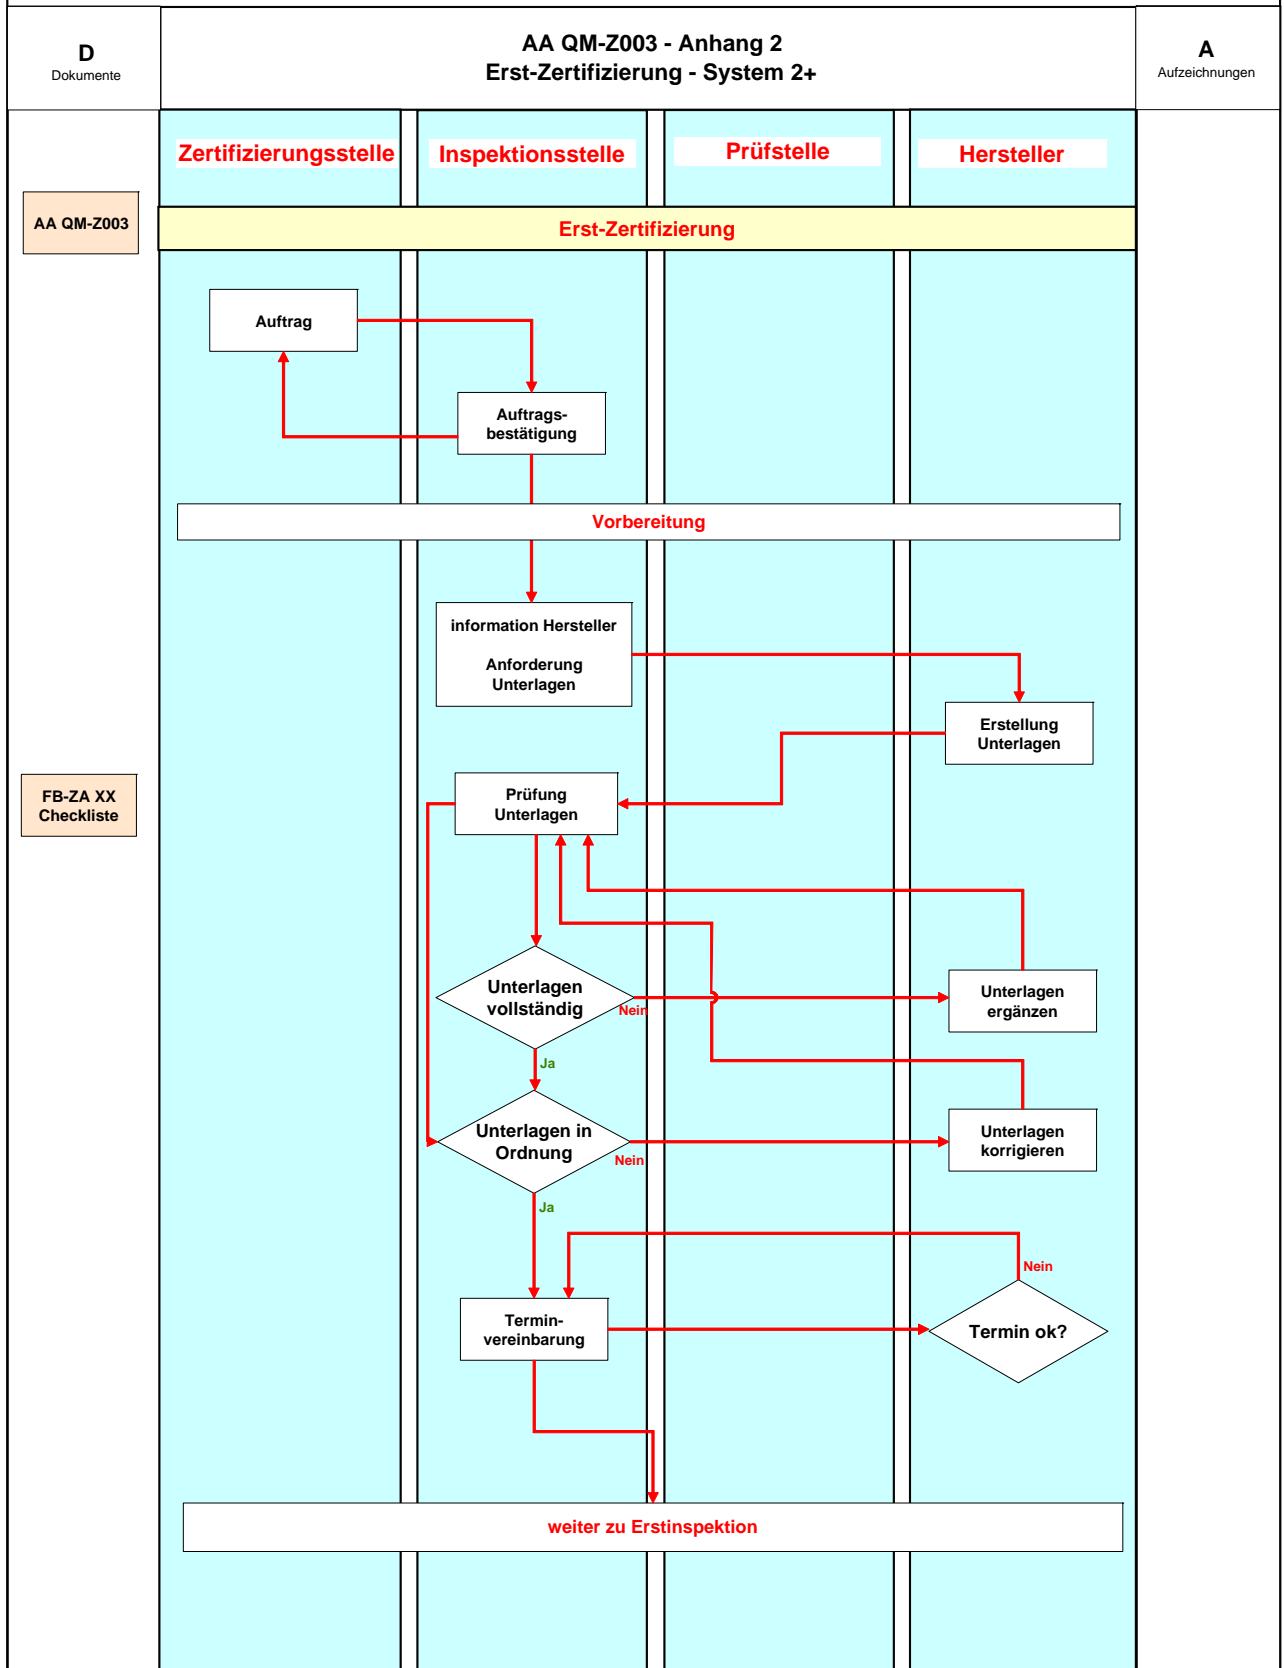 D
Dokumente
AA QM-Z003 - Anhang 2
Erst-Zertifizierung - System 2+
A
Aufzeichnungen
Zertifizierungsstelle
Inspektionsstelle
Prüfstelle
Hersteller
AA QM-Z003
Erst-Zertifizierung
Auftrag
Auftrags-
bestätigung
Vorbereitung
information Hersteller
Anforderung
Unterlagen
Erstellung
Unterlagen
FB-ZA XX
Checkliste
Prüfung
Unterlagen
Unterlagen
vollständig
Nein
Unterlagen
ergänzen
Ja
Unterlagen in
Ordnung
Nein
Unterlagen
korrigieren
Ja
Nein
Termin-
vereinbarung
Termin ok?
weiter zu Erstinspektion